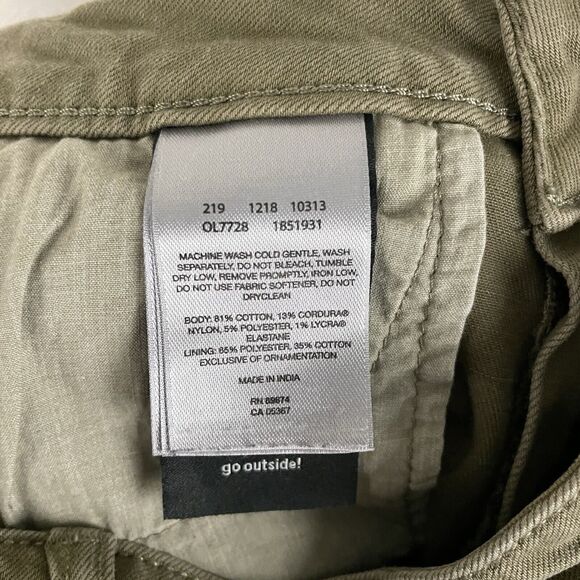 219 1218 10313
OL7728 1851931
MACHINE WASH COLD GENTLE, WASH
SEPARATELY, DO NOT BLEACH, TUMBLE
DRY LOW, REMOVE PROMPTLY, IRON LOW,
DO NOT USE FABRIC SOFTENER, DO NOT
DRYCLEAN
BODY: 81% COTTON, 13% CORDURA®
NYLON, 5% POLYESTER, 1% LYCRA®
ELASTANE
LINING: 65% POLYESTER, 35% COTTON
EXCLUSIVE OF ORNAMENTATION
MADE IN INDIA
RN 69874
CA 05367
go outside!